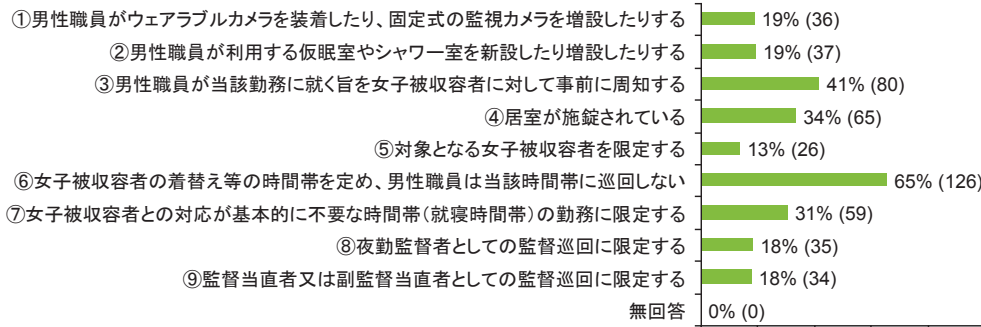 ①男性職員がウェアラブルカメラを装着したり、固定式の監視カメラを増設したりする 19% (36)
②男性職員が利用する仮眠室やシャワー室を新設したり増設したりする 19% (37)
③男性職員が当該勤務に就く旨を女子被収容者に対して事前に周知する 41% (80)
④居室が施錠されている 34% (65)
⑤対象となる女子被収容者を限定する 13% (26)
⑥女子被収容者の着替え等の時間帯を定め、男性職員は当該時間帯に巡回しない 65% (126)
⑦女子被収容者との対応が基本的に不要な時間帯(就寝時間帯)の勤務に限定する 31% (59)
⑧夜勤監督者としての監督巡回に限定する 18% (35)
⑨監督当直者又は副監督当直者としての監督巡回に限定する 18% (34)
無回答 0% (0)